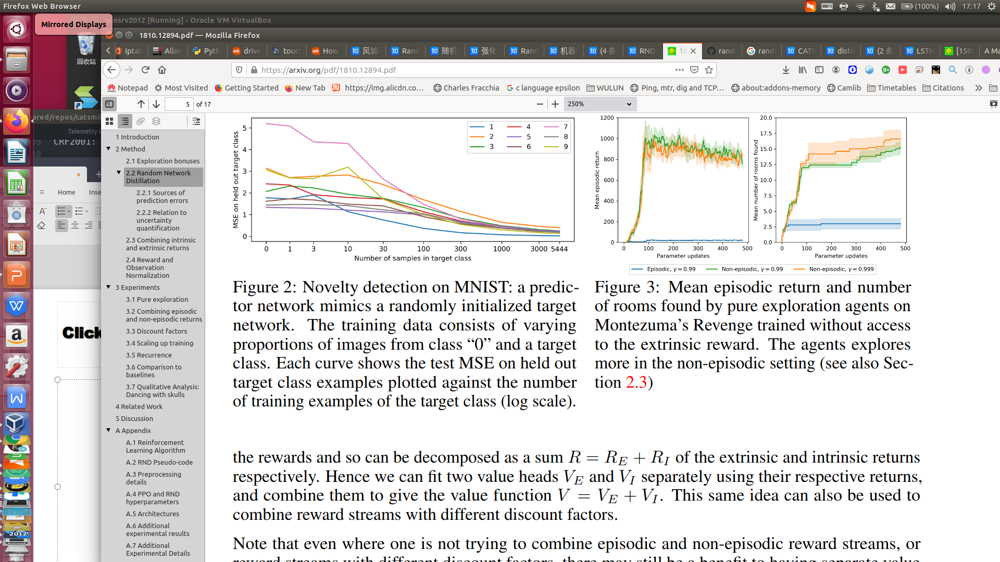 Firefox Web Browser
(100%)
17:17
Mirrored Displays
winsrv2012 [Running] - Oracle VM VirtualBox
回收站
1810.12894.pdf — Mozilla Firefox
Iptab
Allov
Pyth
drive
touc
How
风城
Rand
随机
强化
Rand
机器
(4 条
RND
18
rand
rand
CATS
disti
(2 条
LSTM
[150
A Ma
https://arxiv.org/pdf/1810.12894.pdf
Notepad
Most Visited
Getting Started
New Tab
https://img.alicdn.co...
Charles Fracchia
c language epsilon
WULUN
Ping, mtr, dig and TCP...
about:addons-memory
Camlib
Timetables
Citations
5
of 17
250%
ared/repos/catsmil
Telemetry C
39 CRF2001:
40
Home
Inse
Click
1 Introduction
2 Method
2.1 Exploration bonuses
2.2 Random Network
Distillation
2.2.1 Sources of
prediction errors
2.2.2 Relation to
uncertainty
quantification
2.3 Combining intrinsic
and extrinsic returns
2.4 Reward and
Observation
Normalization
3 Experiments
3.1 Pure exploration
3.2 Combining episodic
and non-episodic returns
3.3 Discount factors
3.4 Scaling up training
3.5 Recurrence
3.6 Comparison to
baselines
3.7 Qualitative Analysis:
Dancing with skulls
4 Related Work
5 Discussion
A Appendix
A.1 Reinforcement
Learning Algorithm
A.2 RND Pseudo-code
A.3 Preprocessing
details
A.4 PPO and RND
hyperparameters
A.5 Architectures
A.6 Additional
experimental results
A.7 Additional
Experimental Details
2012
MSE on held out target class
5
4
3
2
1
0
1 4 7
2 5 8
3 6 9
0 1 3 10 30 100 300 1000 3000 5444
Number of samples in target class
Mean episodic return
1200
1000
800
600
400
200
0
0 100 200 300 400 500
Parameter updates
Mean number of rooms found
20.0
17.5
15.0
12.5
10.0
7.5
5.0
2.5
0.0
0 100 200 300 400 500
Parameter updates
Episodic, γ = 0.99 Non-episodic, γ = 0.99 Non-episodic, γ = 0.999
Figure 2: Novelty detection on MNIST: a predic-
tor network mimics a randomly initialized target
network. The training data consists of varying
proportions of images from class “0” and a target
class. Each curve shows the test MSE on held out
target class examples plotted against the number
of training examples of the target class (log scale).
Figure 3: Mean episodic return and number
of rooms found by pure exploration agents on
Montezuma’s Revenge trained without access
to the extrinsic reward. The agents explores
more in the non-episodic setting (see also Sec-
tion 2.3)
the rewards and so can be decomposed as a sum R = R_E + R_I of the extrinsic and intrinsic returns
respectively. Hence we can fit two value heads V_E and V_I separately using their respective returns,
and combine them to give the value function V = V_E + V_I. This same idea can also be used to
combine reward streams with different discount factors.
Note that even where one is not trying to combine episodic and non-episodic reward streams, or
reward streams with different discount factors, there may still be a benefit to having separate value